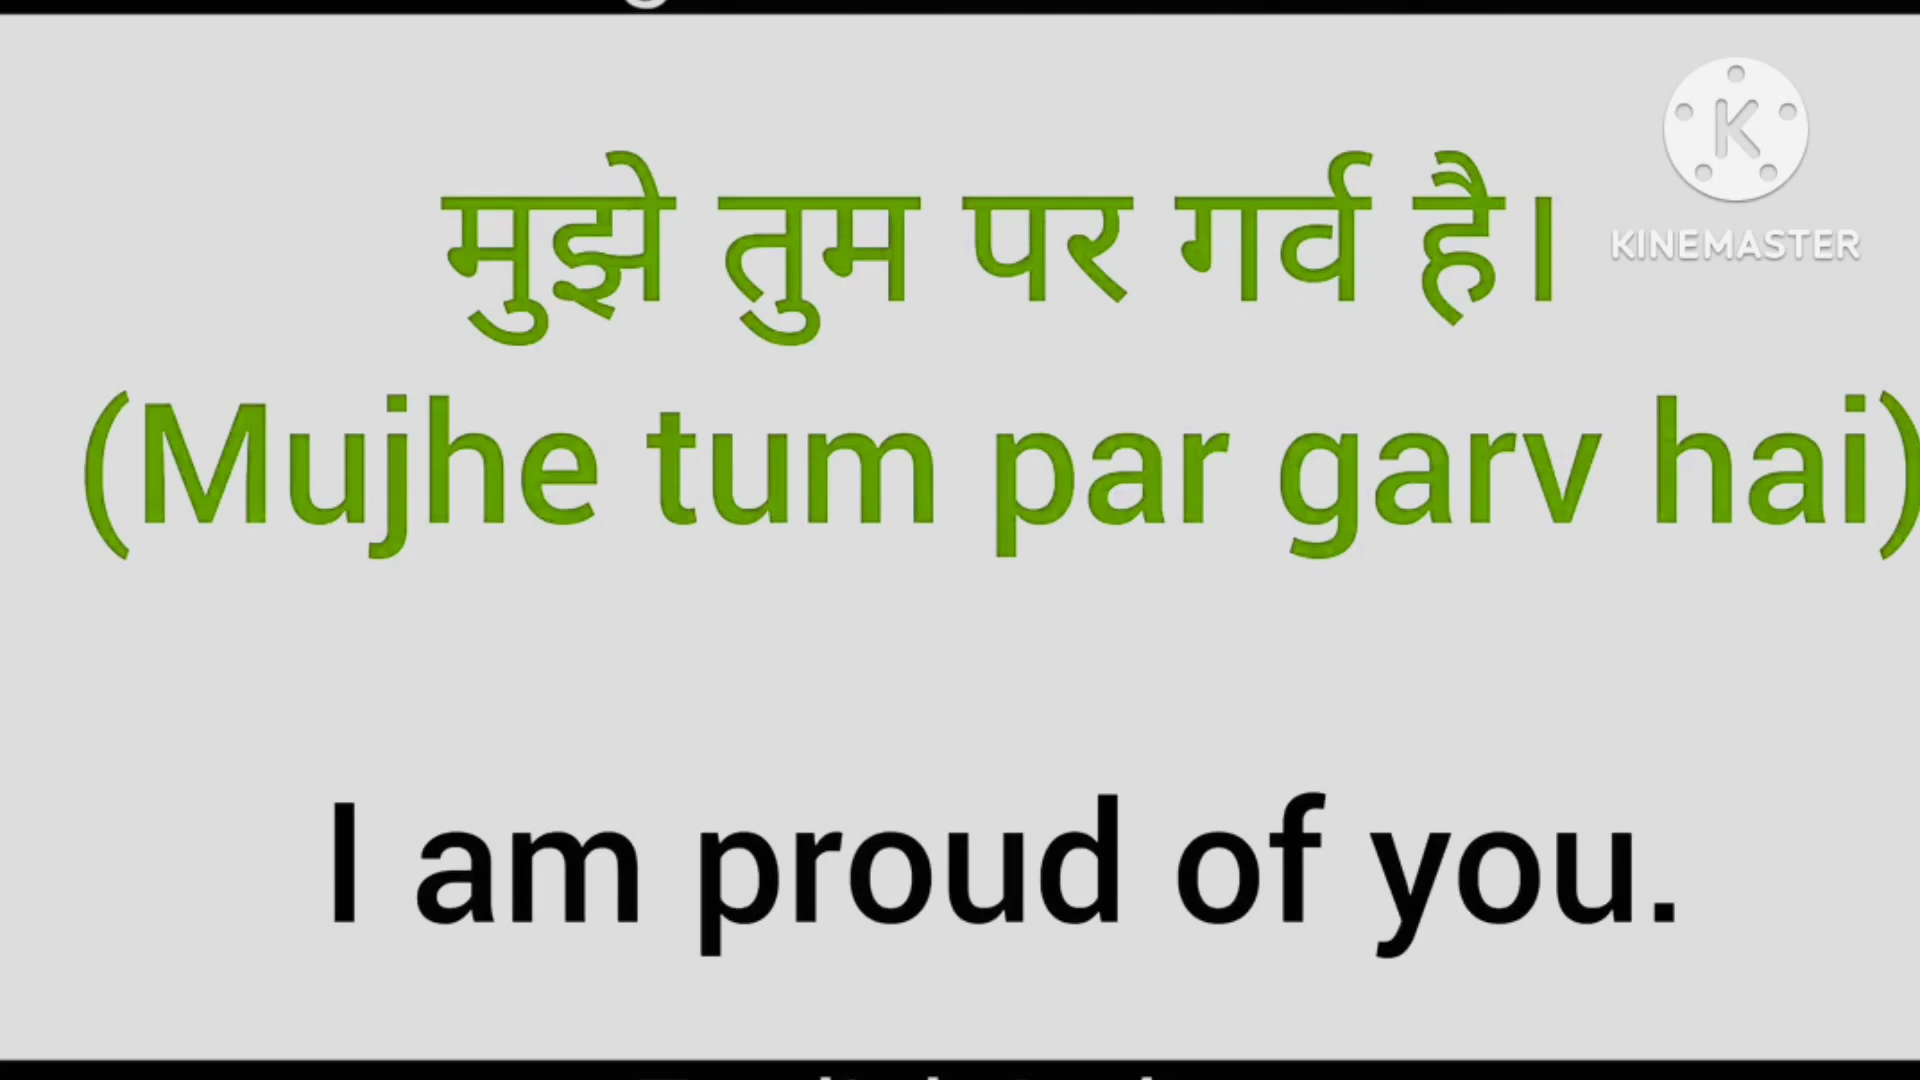 मुझे तुम पर गर्व है।
K
KINEMASTER
(Mujhe tum par garv hai)
I am proud of you.